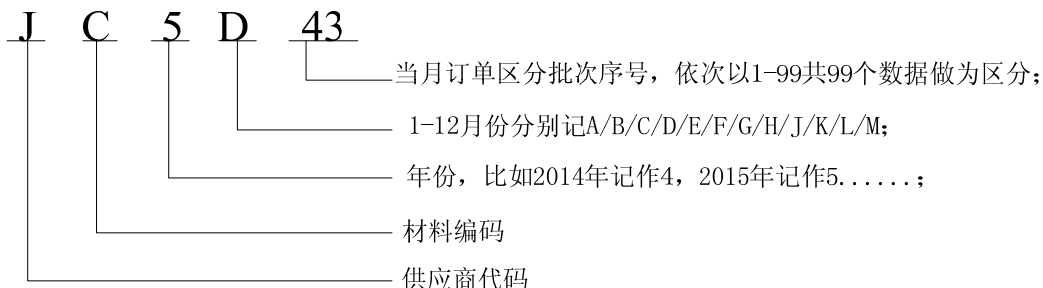 J C 5 D 43
当月订单区分批次序号，依次以1-99共99个数据做为区分；
1-12月份分别记A/B/C/D/E/F/G/H/J/K/L/M；
年份，比如2014年记作4，2015年记作5......；
材料编码
供应商代码